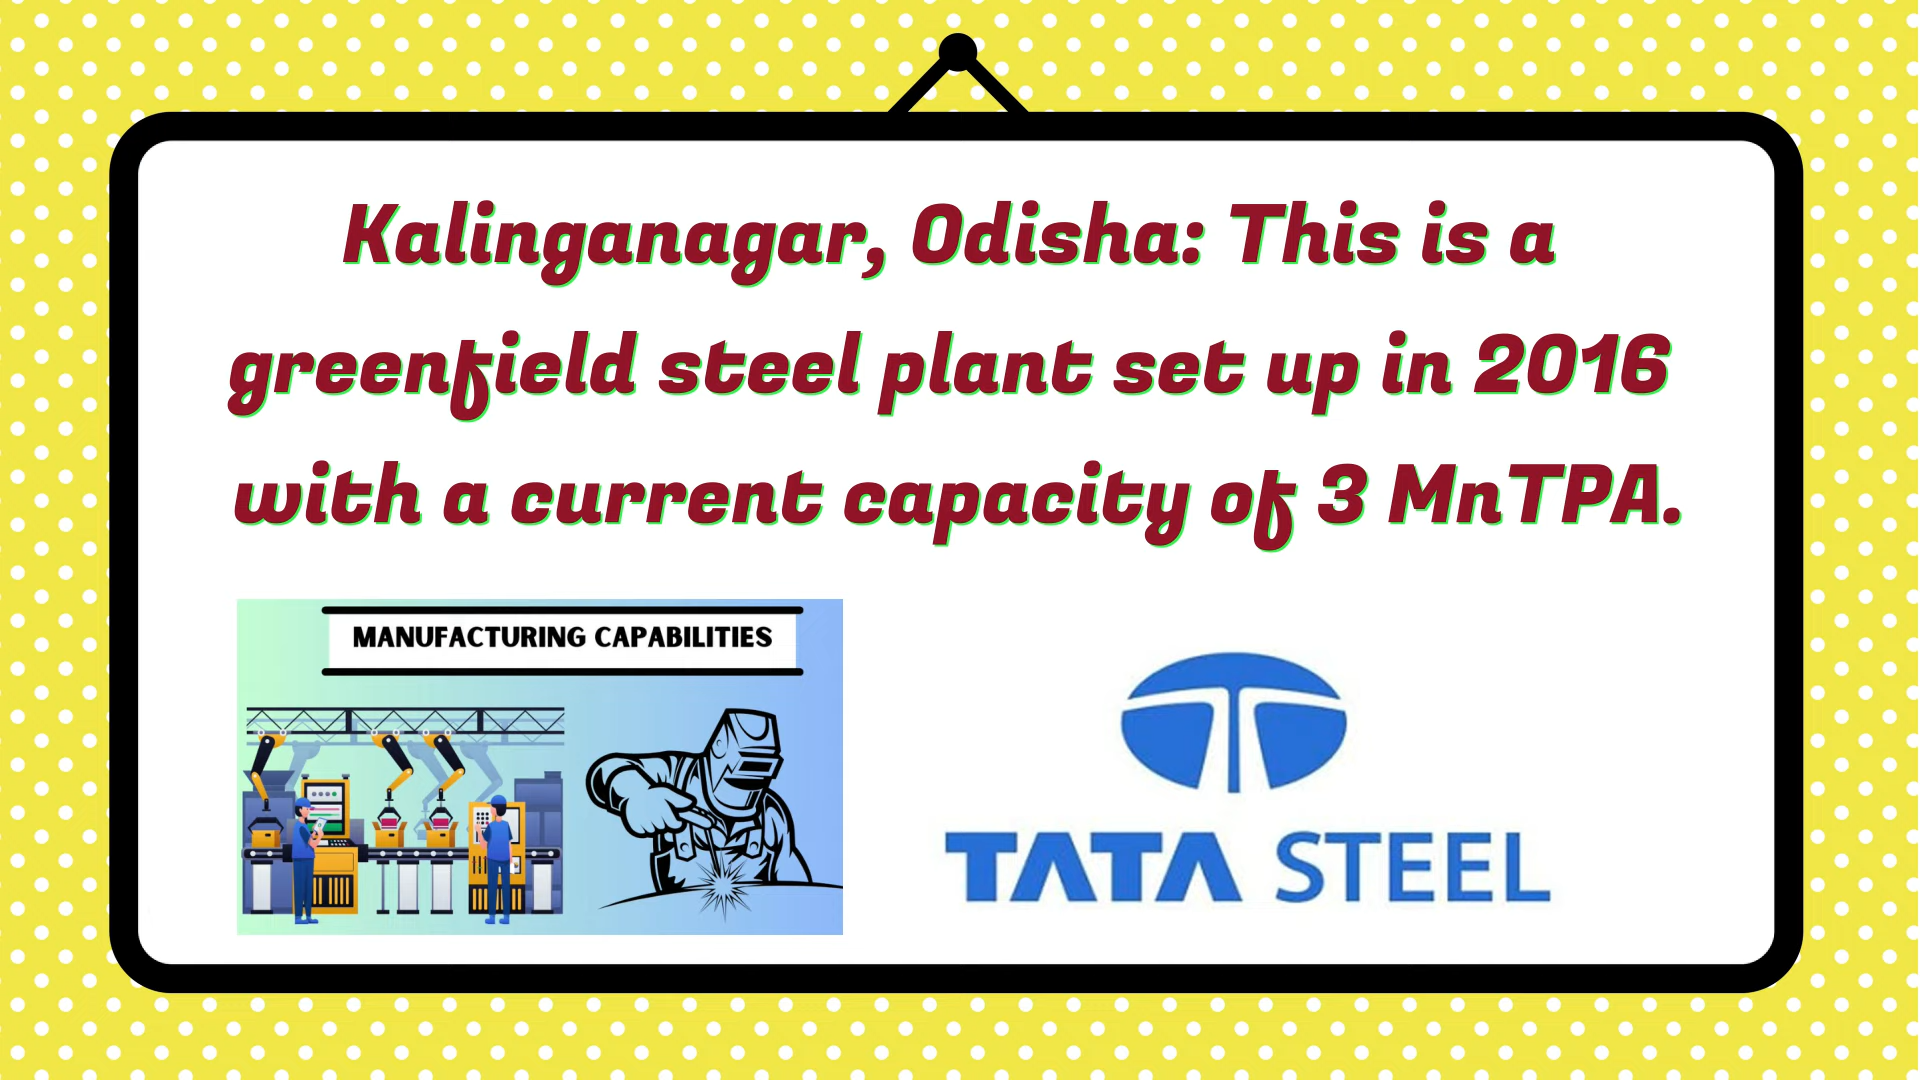 Kalinganagar, Odisha: This is a
greenfield steel plant set up in 2016
with a current capacity of 3 MnTPA.
MANUFACTURING CAPABILITIES
TATA STEEL